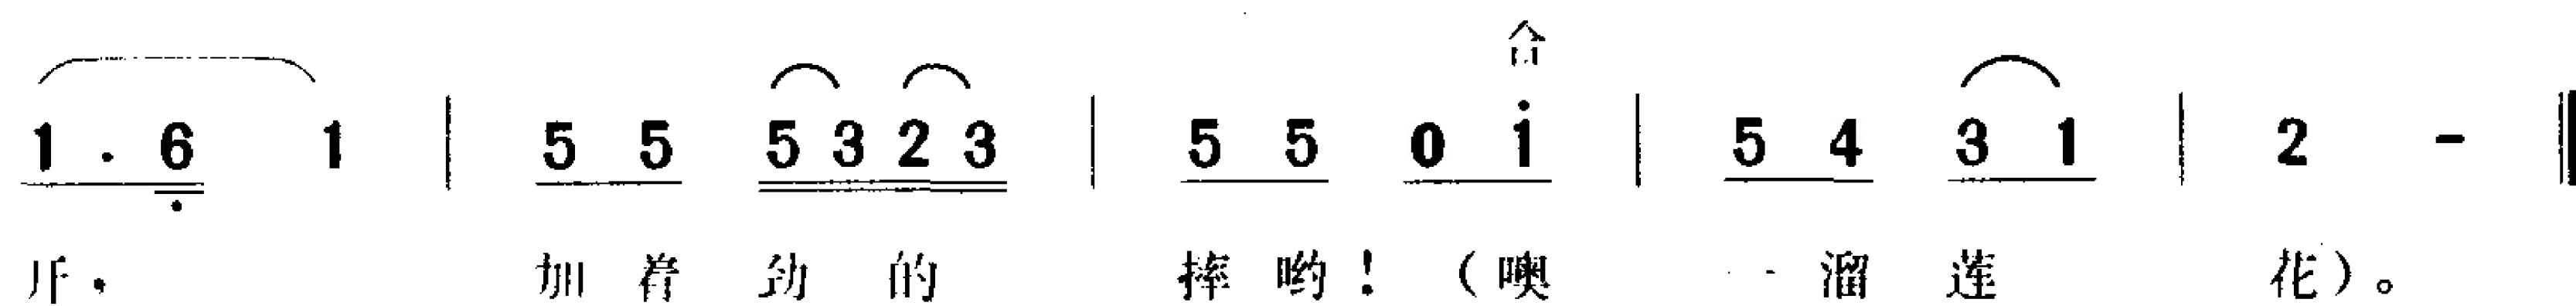 合
1 . 6 1 | 5 5 5 3 2 3 | 5 5 0 i | 5 4 3 1 | 2 - ‖
开， 加着劲的 摔哟！（噢 一溜莲 花）。